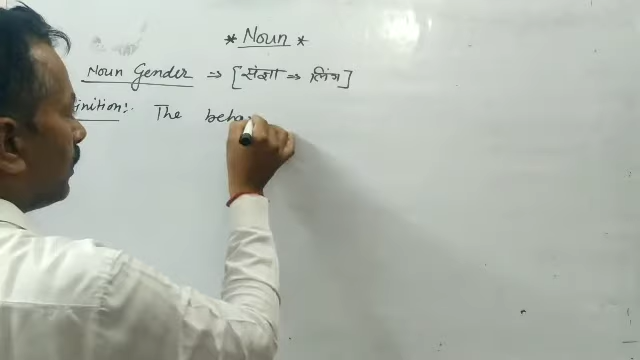 * Noun *
Noun Gender ⇒ [संज्ञा ⇒ लिंग]
inition:- The beha